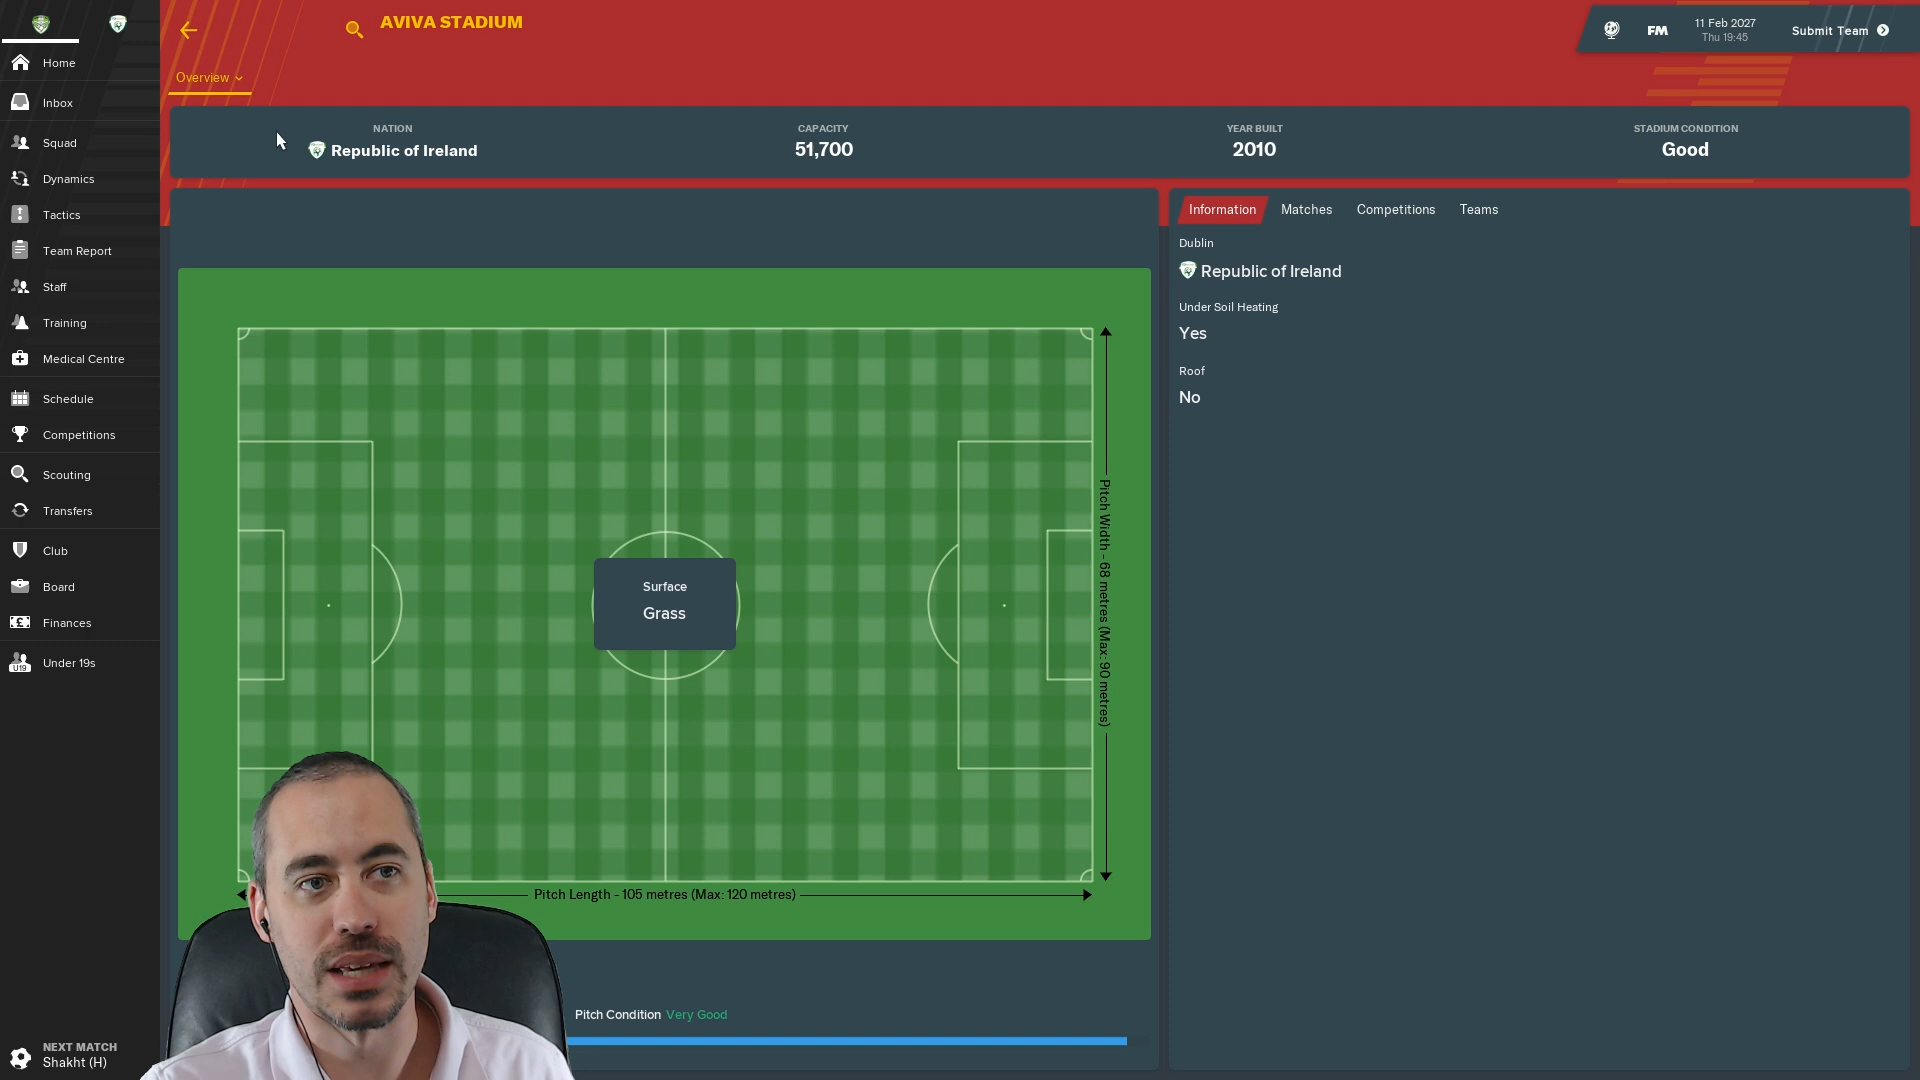 AVIVA STADIUM
FM
11 Feb 2027
Thu 19:45
Submit Team
Overview
Home
Inbox
Squad
Dynamics
Tactics
Team Report
Staff
Training
Medical Centre
Schedule
Competitions
Scouting
Transfers
Club
Board
Finances
U19
Under 19s
NEXT MATCH
Shakht (H)
NATION
Republic of Ireland
CAPACITY
51,700
YEAR BUILT
2010
STADIUM CONDITION
Good
Surface
Grass
Pitch Width - 68 metres (Max: 90 metres)
Pitch Length - 105 metres (Max: 120 metres)
Pitch Condition Very Good
Information Matches Competitions Teams
Dublin
Republic of Ireland
Under Soil Heating
Yes
Roof
No